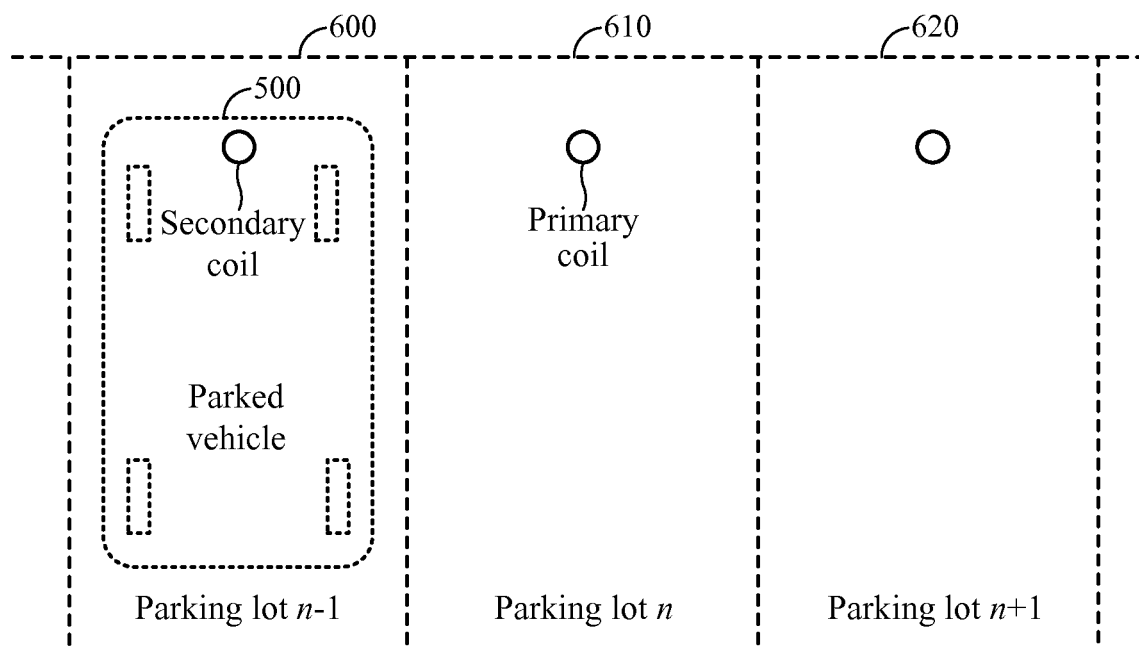 600
610
620
500
Secondary
coil
Primary
coil
Parked
vehicle
Parking lot n-1
Parking lot n
Parking lot n+1